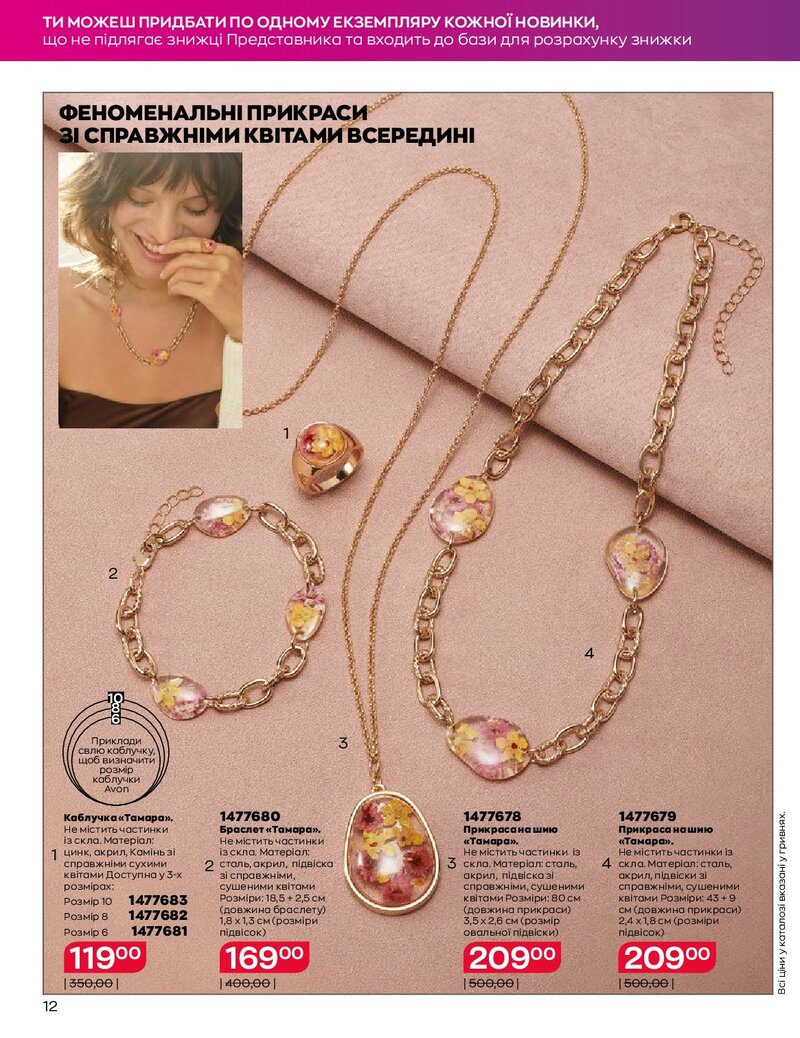 ТИ МОЖЕШ ПРИДБАТИ ПО ОДНОМУ ЕКЗЕМПЛЯРУ КОЖНОЇ НОВИНКИ,
що не підлягає знижці Представника та входить до бази для розрахунку знижки
ФЕНОМЕНАЛЬНІ ПРИКРАСИ
ЗІ СПРАВЖНІМИ КВІТАМИ ВСЕРЕДИНІ
1
2
3
4
10
8
6
Приклади
свлю каблучку,
щоб визначити
розмір
каблучки
Avon
1
Каблучка «Тамара».
Не містить частинки
із скла. Матеріал:
цинк, акрил, Камінь зі
справжніми сухими
квітами Доступна у 3-х
розмірах:
Розмір 10 1477683
Розмір 8 1477682
Розмір 6 1477681
119⁰⁰
| 350,00 |
2
1477680
Браслет «Тамара».
Не містить частинки
із скла. Матеріал:
сталь, акрил, підвіска
зі справжніми,
сушеними квітами
Розміри: 18,5 + 2,5 см
(довжина браслету)
1,8 х 1,3 см (розміри
підвісок)
169⁰⁰
| 400,00 |
3
1477678
Прикраса на шию
«Тамара».
Не містить частинки із
скла. Матеріал: сталь,
акрил, підвіска зі
справжніми, сушеними
квітами Розміри: 80 см
(довжина прикраси)
3,5 х 2,6 см (розмір
овальної підвіски)
209⁰⁰
| 500,00 |
4
1477679
Прикраса на шию
«Тамара».
Не містить частинки із
скла. Матеріал: сталь,
акрил, підвіски зі
справжніми, сушеними
квітами Розміри: 43 + 9
см (довжина прикраси)
2,4 х 1,8 см (розміри
підвісок)
209⁰⁰
| 500,00 |
Всі ціни у каталозі вказані у гривнях.
12